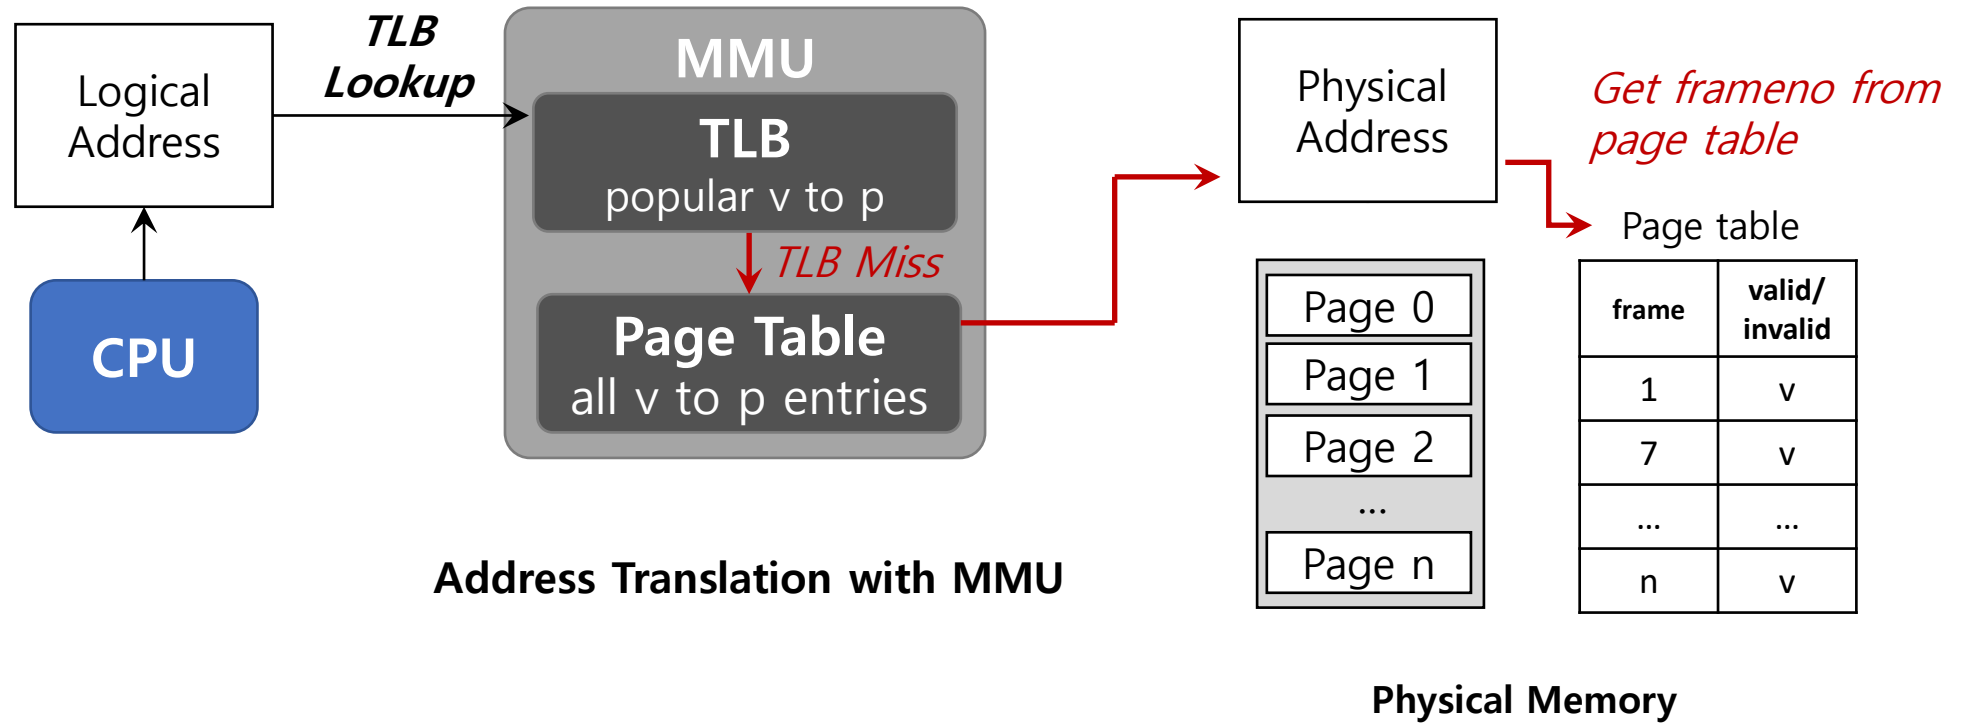 Logical
Address
TLB
Lookup
CPU
MMU
TLB
popular v to p
TLB Miss
Page Table
all v to p entries
Address Translation with MMU
Physical
Address
Get frameno from
page table
Page 0
Page 1
Page 2
...
Page n
Page table
frame valid/
invalid
1 v
7 v
... ...
n v
Physical Memory